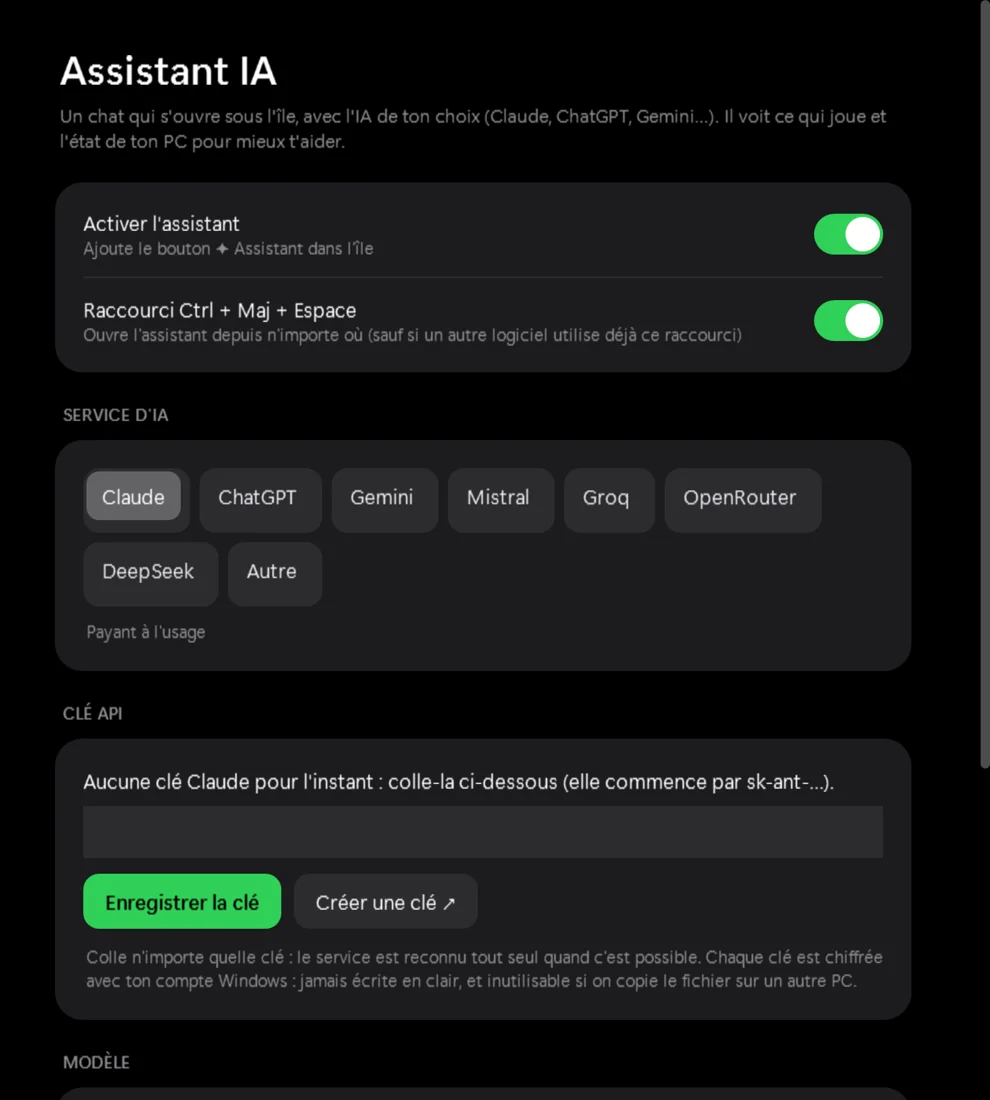 Assistant IA
Un chat qui s'ouvre sous l'île, avec l'IA de ton choix (Claude, ChatGPT, Gemini...). Il voit ce qui joue et
l'état de ton PC pour mieux t'aider.
Activer l'assistant
Ajoute le bouton ✦ Assistant dans l'île
Raccourci Ctrl + Maj + Espace
Ouvre l'assistant depuis n'importe où (sauf si un autre logiciel utilise déjà ce raccourci)
SERVICE D'IA
Claude ChatGPT Gemini Mistral Groq OpenRouter
DeepSeek Autre
Payant à l'usage
CLÉ API
Aucune clé Claude pour l'instant : colle-la ci-dessous (elle commence par sk-ant-...).
Enregistrer la clé Créer une clé ↗
Colle n'importe quelle clé : le service est reconnu tout seul quand c'est possible. Chaque clé est chiffrée
avec ton compte Windows : jamais écrite en clair, et inutilisable si on copie le fichier sur un autre PC.
MODÈLE